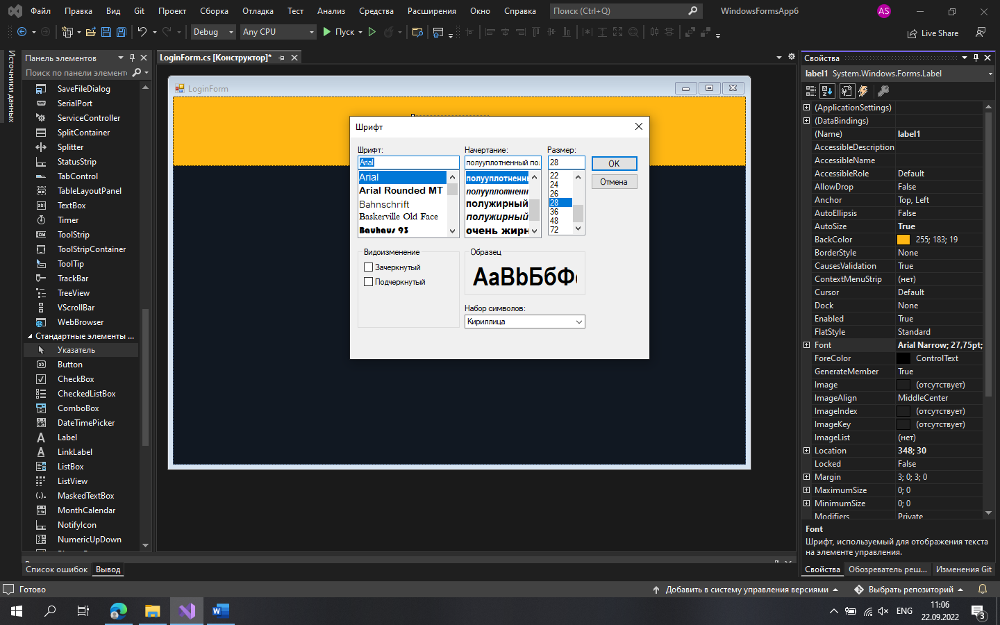 Файл Правка Вид Git Проект Сборка Отладка Тест Анализ Средства Расширения Окно Справка Поиск (Ctrl+Q) WindowsFormsApp6 AS
Debug Any CPU Пуск Live Share
Источники данных
Панель элементов
Поиск по панели элементо
SaveFileDialog
SerialPort
ServiceController
SplitContainer
Splitter
StatusStrip
TabControl
TableLayoutPanel
TextBox
Timer
ToolStrip
ToolStripContainer
ToolTip
TrackBar
TreeView
VScrollBar
WebBrowser
Стандартные элементы ...
Указатель
Button
CheckBox
CheckedListBox
ComboBox
DateTimePicker
Label
LinkLabel
ListBox
ListView
MaskedTextBox
MonthCalendar
NotifyIcon
NumericUpDown
LoginForm.cs [Конструктор]*
LoginForm
Шрифт
Шрифт:
Arial
Arial
Arial Rounded MT
Bahnschrift
Baskerville Old Face
Bauhaus 93
Начертание:
полууплотненный по.
полууплотненны
полууплотненн
полужирный
полужирный
очень жирн
Размер:
28
22
24
26
28
36
48
72
OK
Отмена
Видоизменение
Зачеркнутый
Подчеркнутый
Образец
AaBbБбФ
Набор символов:
Кириллица
Свойства
label1 System.Windows.Forms.Label
(ApplicationSettings)
(DataBindings)
(Name) label1
AccessibleDescription
AccessibleName
AccessibleRole Default
AllowDrop False
Anchor Top, Left
AutoEllipsis False
AutoSize True
BackColor 255; 183; 19
BorderStyle None
CausesValidation True
ContextMenuStrip (нет)
Cursor Default
Dock None
Enabled True
FlatStyle Standard
Font Arial Narrow; 27,75pt;
ForeColor ControlText
GenerateMember True
Image (отсутствует)
ImageAlign MiddleCenter
ImageIndex (отсутствует)
ImageKey (отсутствует)
ImageList (нет)
Location 348; 30
Locked False
Margin 3; 0; 3; 0
MaximumSize 0; 0
MinimumSize 0; 0
Modifiers Private
Font
Шрифт, используемый для отображения текста
на элементе управления.
Список ошибок Вывод
Свойства Обозреватель реш... Изменения Git
Готово Добавить в систему управления версиями Выбрать репозиторий
ENG 11:06
22.09.2022 3